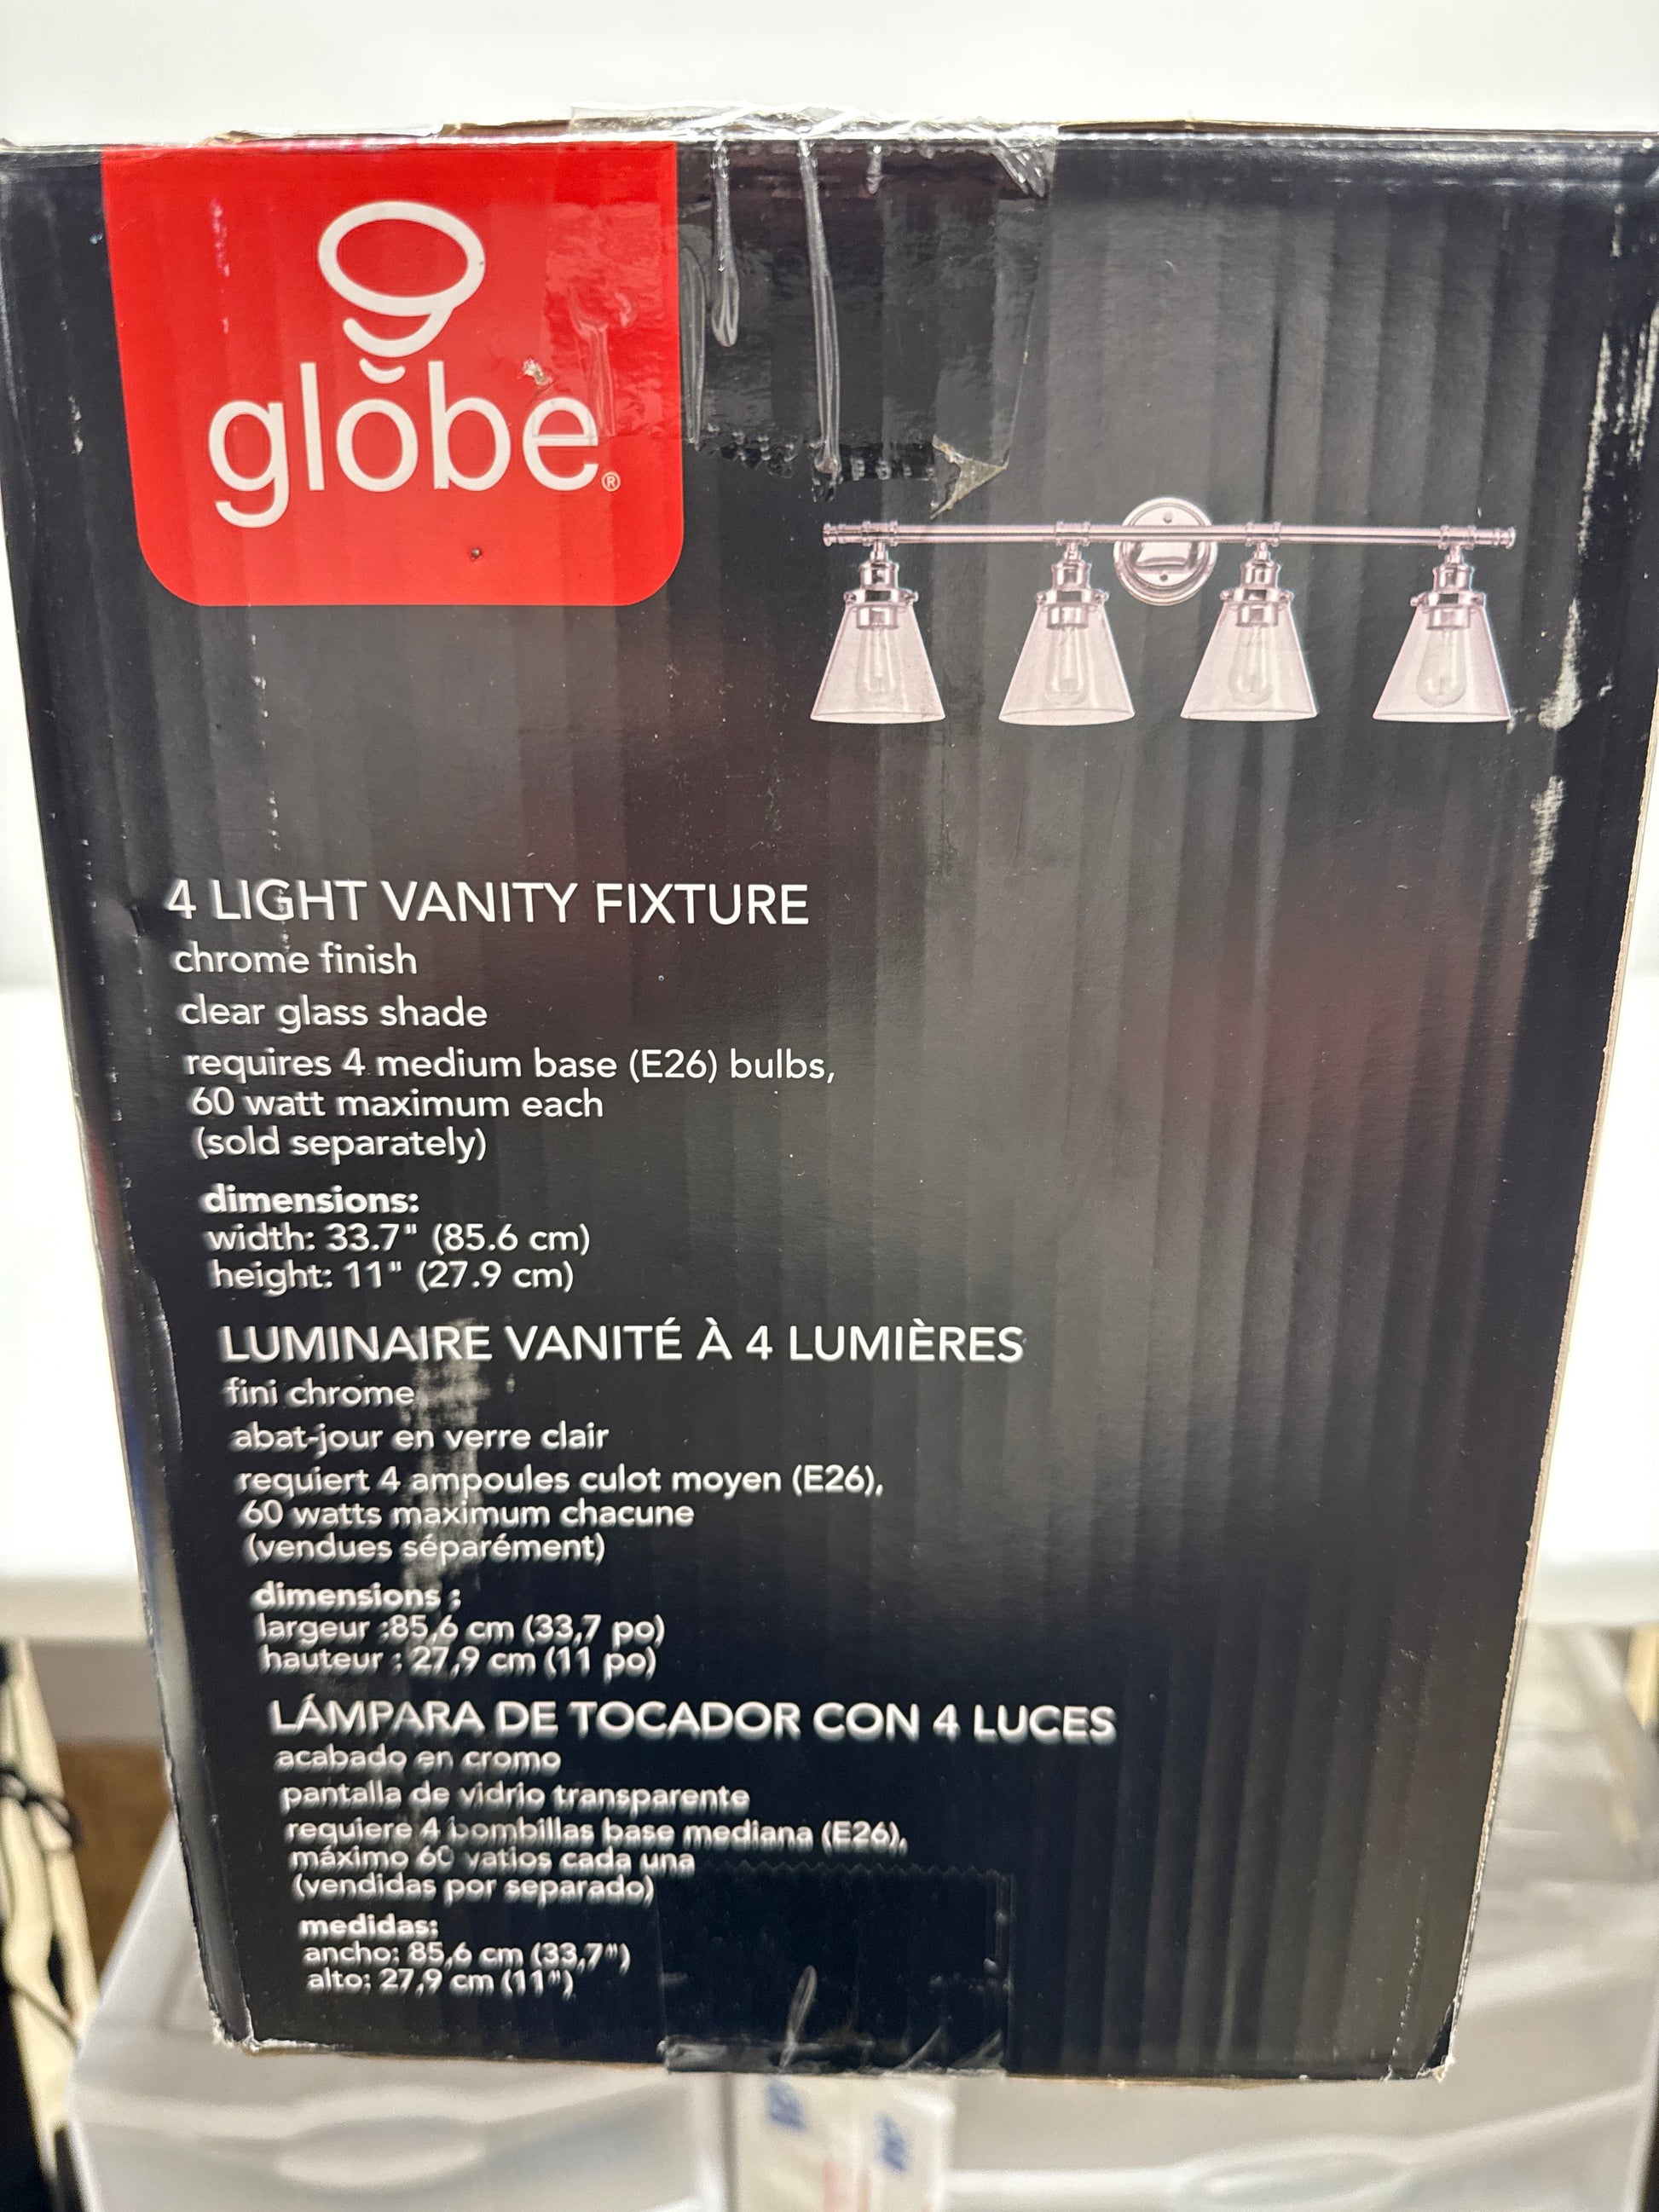 globe®
4 LIGHT VANITY FIXTURE
chrome finish
clear glass shade
requires 4 medium base (E26) bulbs,
60 watt maximum each
(sold separately)
dimensions:
width: 33.7" (85.6 cm)
height: 11" (27.9 cm)
LUMINAIRE VANITÉ À 4 LUMIÈRES
fini chrome
abat-jour en verre clair
requiert 4 ampoules culot moyen (E26),
60 watts maximum chacune
(vendues séparément)
dimensions :
largeur :85,6 cm (33,7 po)
hauteur : 27,9 cm (11 po)
LÁMPARA DE TOCADOR CON 4 LUCES
acabado en cromo
pantalla de vidrio transparente
requiere 4 bombillas base mediana (E26),
máximo 60 vatios cada una
(vendidas por separado)
medidas:
ancho: 85,6 cm (33,7")
alto: 27,9 cm (11")